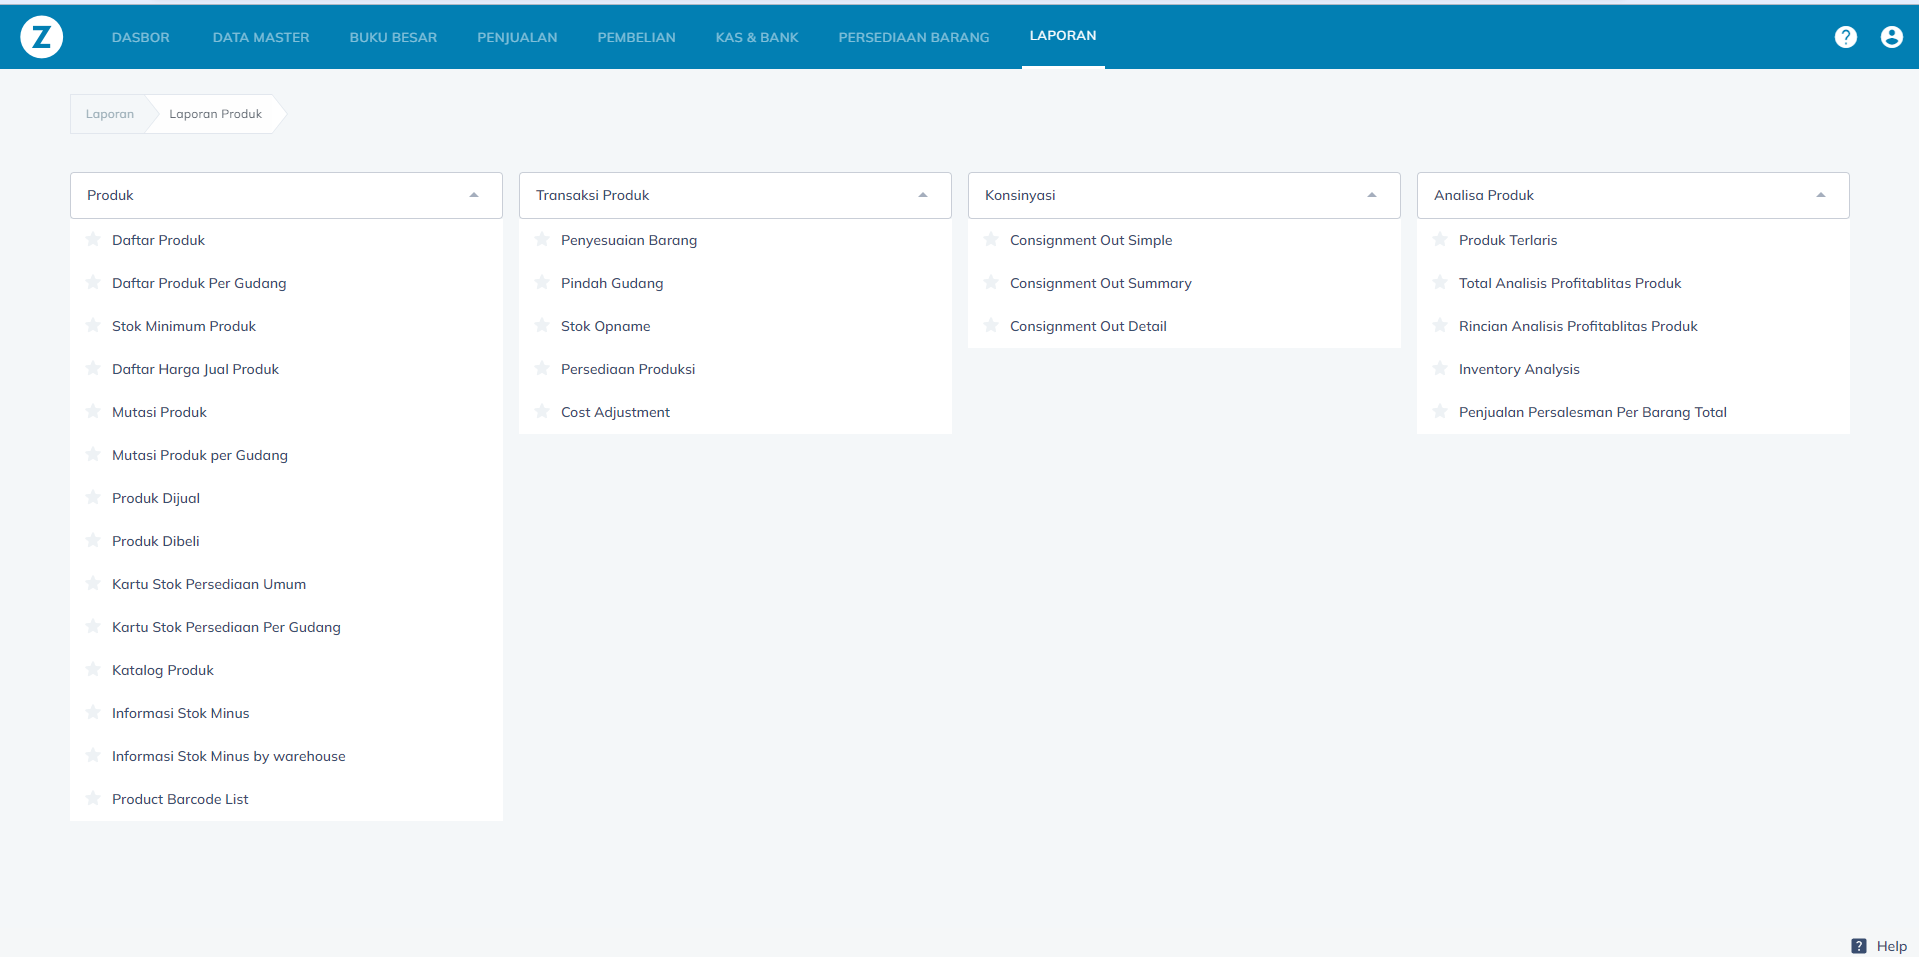 Z
DASBOR
DATA MASTER
BUKU BESAR
PENJUALAN
PEMBELIAN
KAS & BANK
PERSEDIAAN BARANG
LAPORAN
?
Laporan
Laporan Produk
Produk
Daftar Produk
Daftar Produk Per Gudang
Stok Minimum Produk
Daftar Harga Jual Produk
Mutasi Produk
Mutasi Produk per Gudang
Produk Dijual
Produk Dibeli
Kartu Stok Persediaan Umum
Kartu Stok Persediaan Per Gudang
Katalog Produk
Informasi Stok Minus
Informasi Stok Minus by warehouse
Product Barcode List
Transaksi Produk
Penyesuaian Barang
Pindah Gudang
Stok Opname
Persediaan Produksi
Cost Adjustment
Konsinyasi
Consignment Out Simple
Consignment Out Summary
Consignment Out Detail
Analisa Produk
Produk Terlaris
Total Analisis Profitablitas Produk
Rincian Analisis Profitablitas Produk
Inventory Analysis
Penjualan Persalesman Per Barang Total
? Help